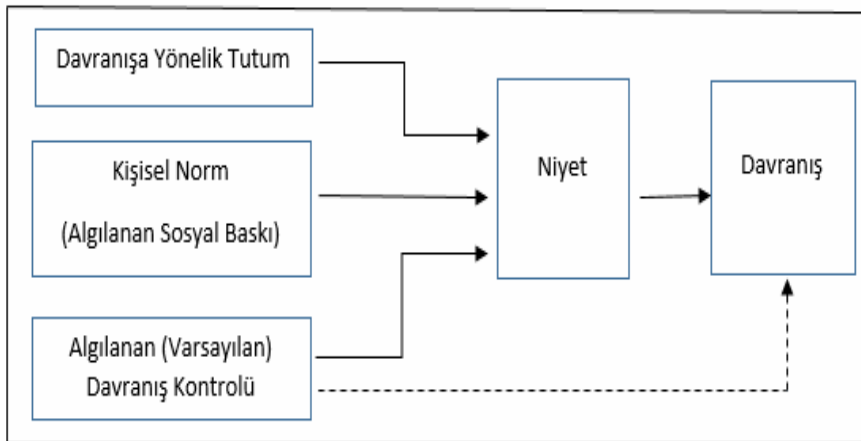 Davranışa Yönelik Tutum
Kişisel Norm
(Algılanan Sosyal Baskı)
Algılanan (Varsayılan)
Davranış Kontrolü
Niyet
Davranış